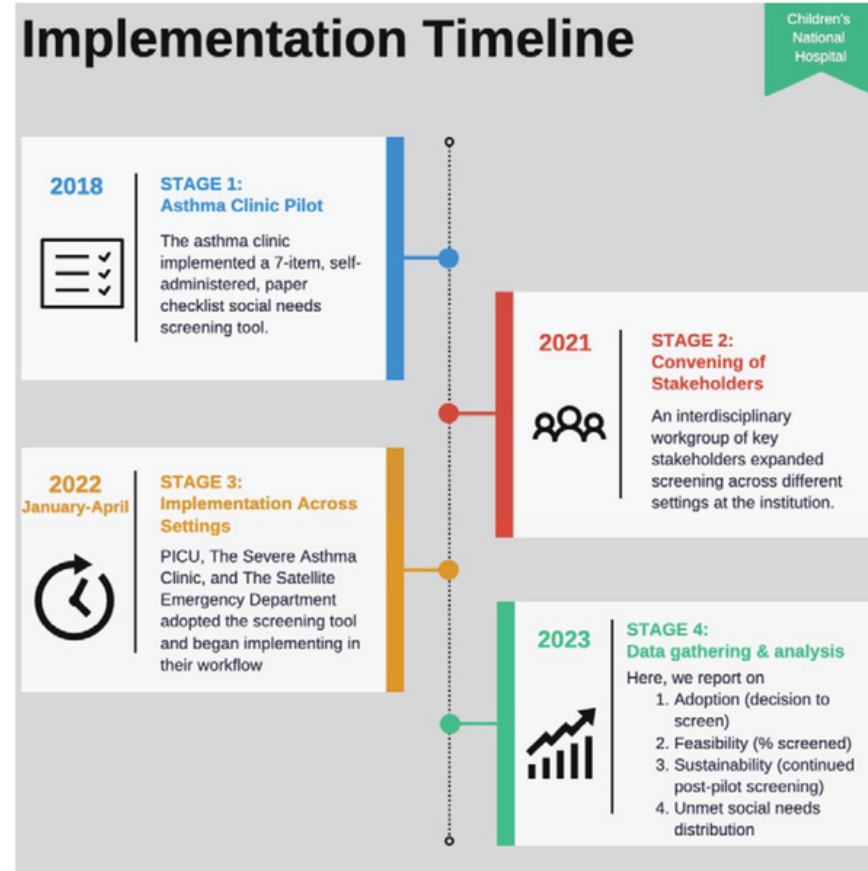 Implementation Timeline
Children's
National
Hospital
2018
STAGE 1:
Asthma Clinic Pilot
The asthma clinic
implemented a 7-item, self-
administered, paper
checklist social needs
screening tool.
2021
STAGE 2:
Convening of
Stakeholders
An interdisciplinary
workgroup of key
stakeholders expanded
screening across different
settings at the institution.
2022
January-April
STAGE 3:
Implementation Across
Settings
PICU, The Severe Asthma
Clinic, and The Satellite
Emergency Department
adopted the screening tool
and began implementing in
their workflow
2023
STAGE 4:
Data gathering & analysis
Here, we report on
1. Adoption (decision to
screen)
2. Feasibility (% screened)
3. Sustainability (continued
post-pilot screening)
4. Unmet social needs
distribution